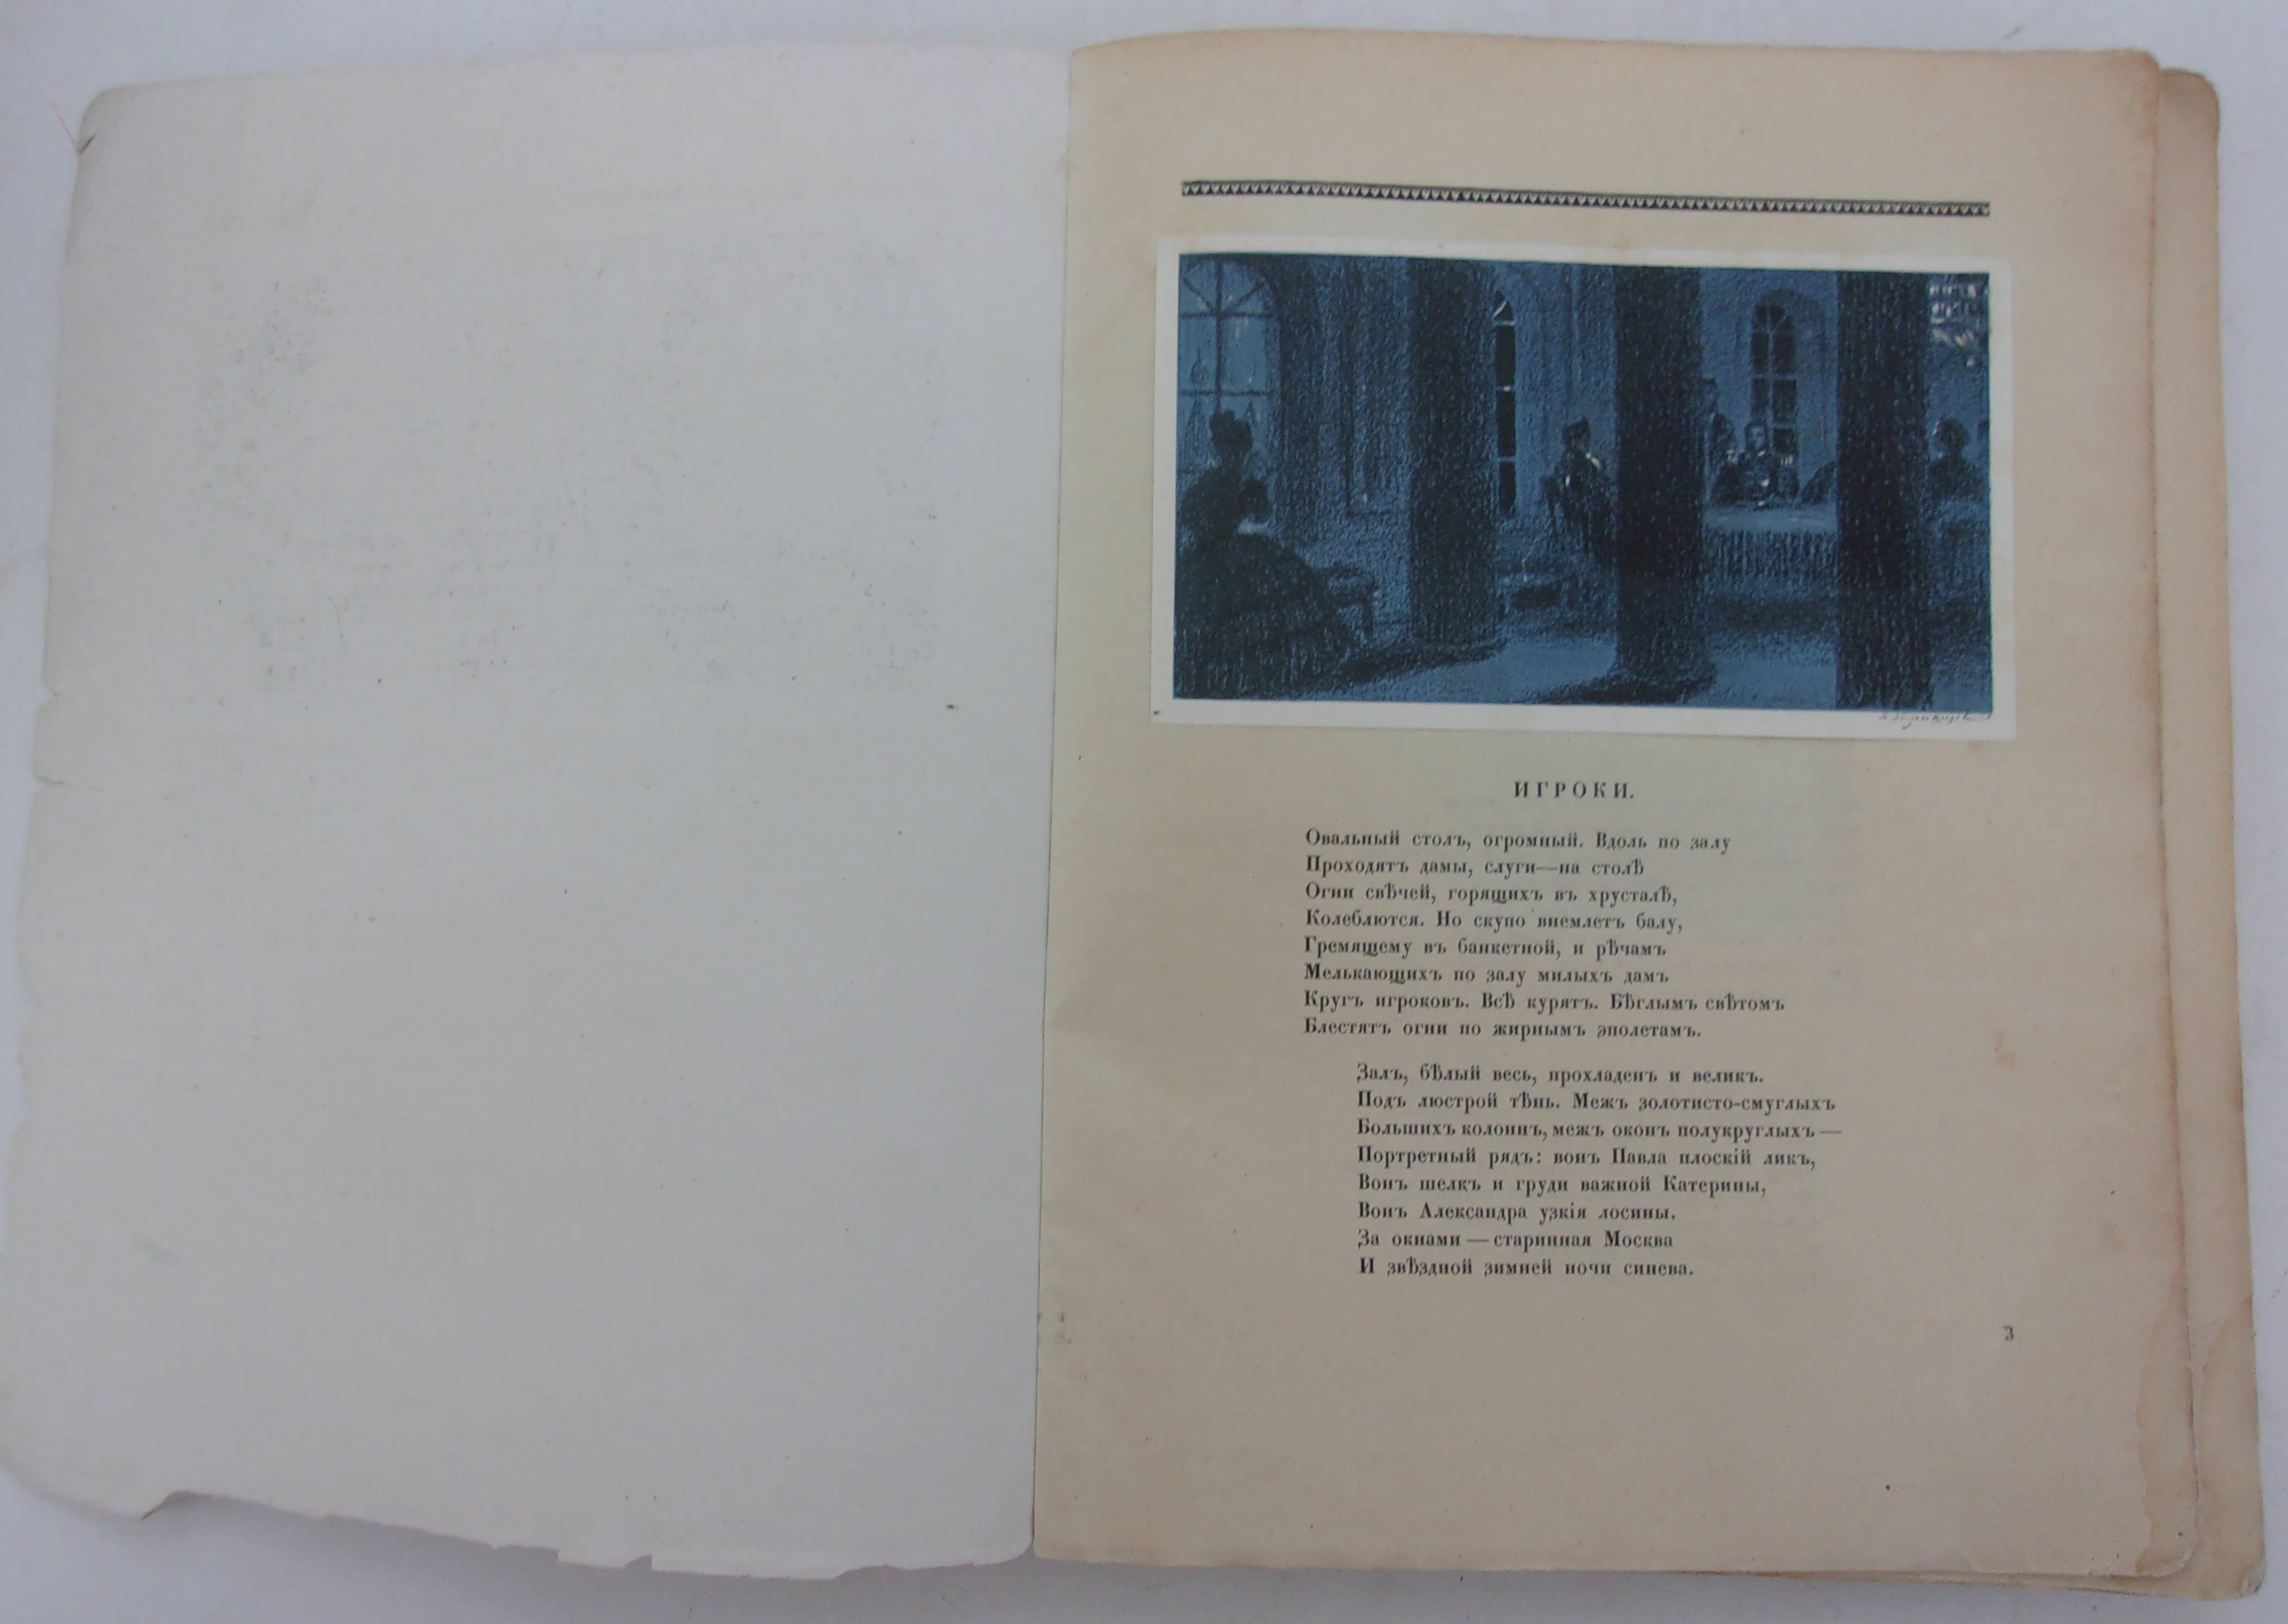 ИГРОКИ.
Овальный столъ, огромный. Вдоль по залу
Проходятъ дамы, слуги—на столѣ
Огни свѣчей, горящихъ въ хрусталѣ,
Колеблются. Но скупо внемлетъ балу,
Гремящему въ банкетной, и рѣчамъ
Мелькающихъ по залу милыхъ дамъ
Кругъ игроковъ. Всѣ курятъ. Бѣглымъ свѣтомъ
Блестятъ огни по жирнымъ эполетамъ.
Залъ, бѣлый весь, прохладенъ и великъ.
Подъ люстрой тѣнь. Межъ золотисто-смуглыхъ
Большихъ колоннъ, межъ оконъ полукруглыхъ—
Портретный рядъ: вонъ Павла плоскій ликъ,
Вонъ шелкъ и груди важной Катерины,
Вонъ Александра узкія лосины.
За окнами — старинная Москва
И звѣздной зимней ночи синева.
3